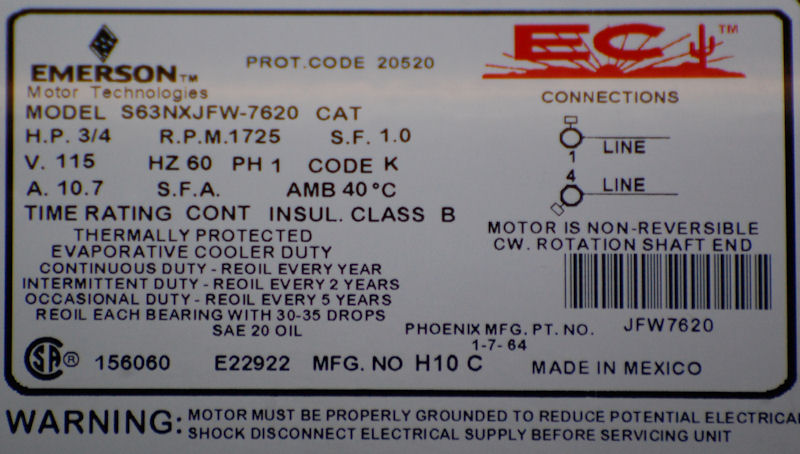 EMERSON™
Motor Technologies
PROT.CODE 20520
EC™
MODEL S63NXJFW-7620 CAT
H.P. 3/4 R.P.M.1725 S.F. 1.0
V. 115 HZ 60 PH 1 CODE K
A. 10.7 S.F.A. AMB 40°C
TIME RATING CONT INSUL. CLASS B
THERMALLY PROTECTED
EVAPORATIVE COOLER DUTY
CONTINUOUS DUTY - REOIL EVERY YEAR
INTERMITTENT DUTY - REOIL EVERY 2 YEARS
OCCASIONAL DUTY - REOIL EVERY 5 YEARS
REOIL EACH BEARING WITH 30-35 DROPS
SAE 20 OIL
CONNECTIONS
1 LINE
4 LINE
MOTOR IS NON-REVERSIBLE
CW. ROTATION SHAFT END
JFW7620
PHOENIX MFG. PT. NO.
1-7- 64
SA® 156060 E22922 MFG. NO H10 C MADE IN MEXICO
WARNING: MOTOR MUST BE PROPERLY GROUNDED TO REDUCE POTENTIAL ELECTRICA
SHOCK DISCONNECT ELECTRICAL SUPPLY BEFORE SERVICING UNIT